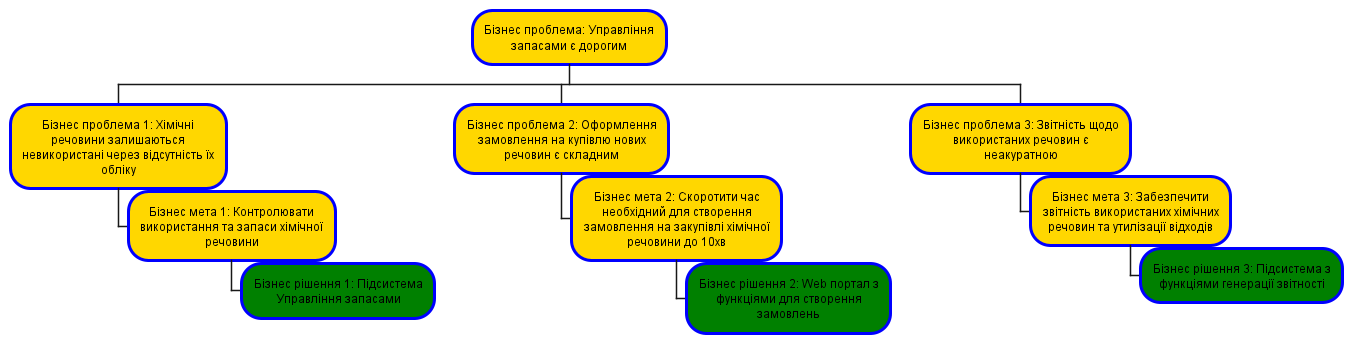 Бізнес проблема: Управління
запасами є дорогим
Бізнес проблема 1: Хімічні
речовини залишаються
невикористані через відсутність їх
обліку
Бізнес мета 1: Контролювати
використання та запаси хімічної
речовини
Бізнес рішення 1: Підсистема
Управління запасами
Бізнес проблема 2: Оформлення
замовлення на купівлю нових
речовин є складним
Бізнес мета 2: Скоротити час
необхідний для створення
замовлення на закупівлі хімічної
речовини до 10хв
Бізнес рішення 2: Web портал з
функціями для створення
замовлень
Бізнес проблема 3: Звітність щодо
використаних речовин є
неакуратною
Бізнес мета 3: Забезпечити
звітність використаних хімічних
речовин та утилізації відходів
Бізнес рішення 3: Підсистема з
функціями генерації звітності